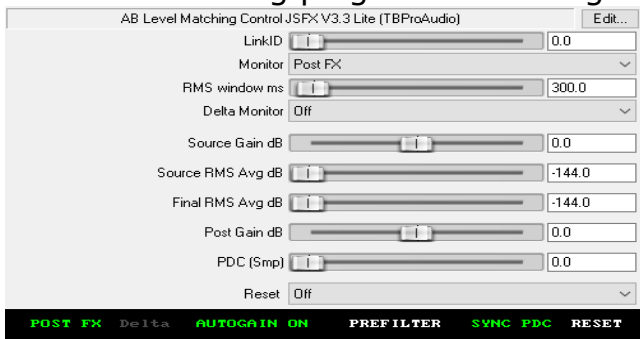 AB Level Matching Control JSFX V3.3 Lite (TBProAudio) Edit...
LinkID 0.0
Monitor Post FX
RMS window ms 300.0
Delta Monitor Off
Source Gain dB 0.0
Source RMS Avg dB -144.0
Final RMS Avg dB -144.0
Post Gain dB 0.0
PDC (Smp) 0.0
Reset Off
POST FX Delta AUTOGAIN ON PREFILTER SYNC PDC RESET